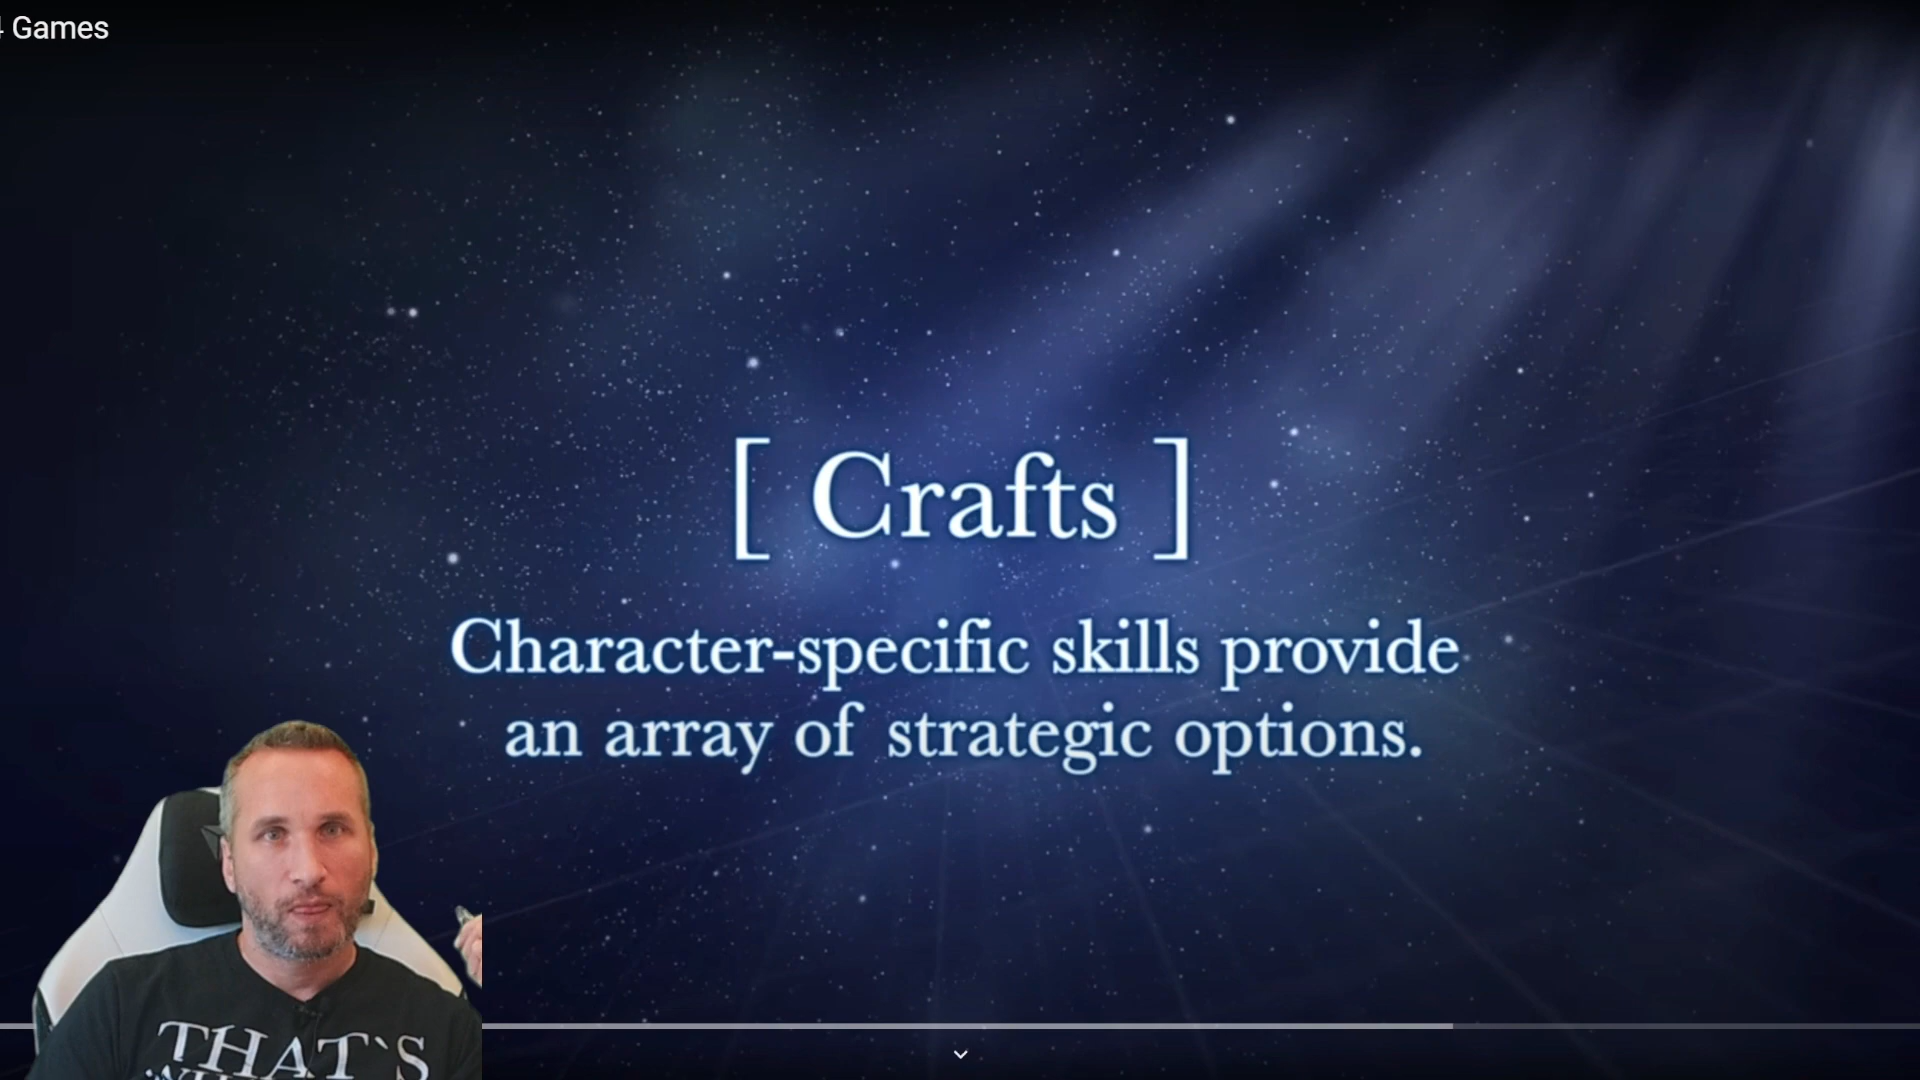 Games
[ Crafts ]
Character-specific skills provide
an array of strategic options.
THAT`S